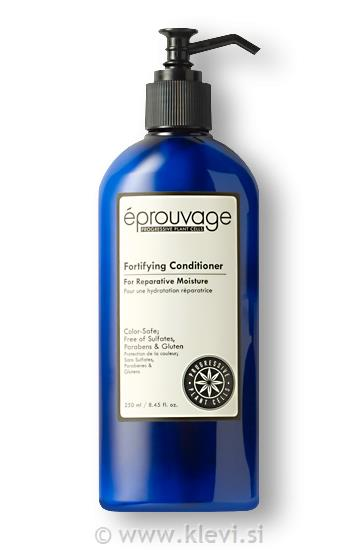 éprouvage
PROGRESSIVE PLANT CELLS
Fortifying Conditioner
For Reparative Moisture
Pour une hydratation réparatrice
Color-Safe;
Free of Sulfates,
Parabens & Gluten
Protection de la couleur;
Sans Sulfates,
Parabenes &
Glutens
PROGRESSIVE
PLANT CELLS
250 ml / 8.45 fl. oz.
© www.klevi.si